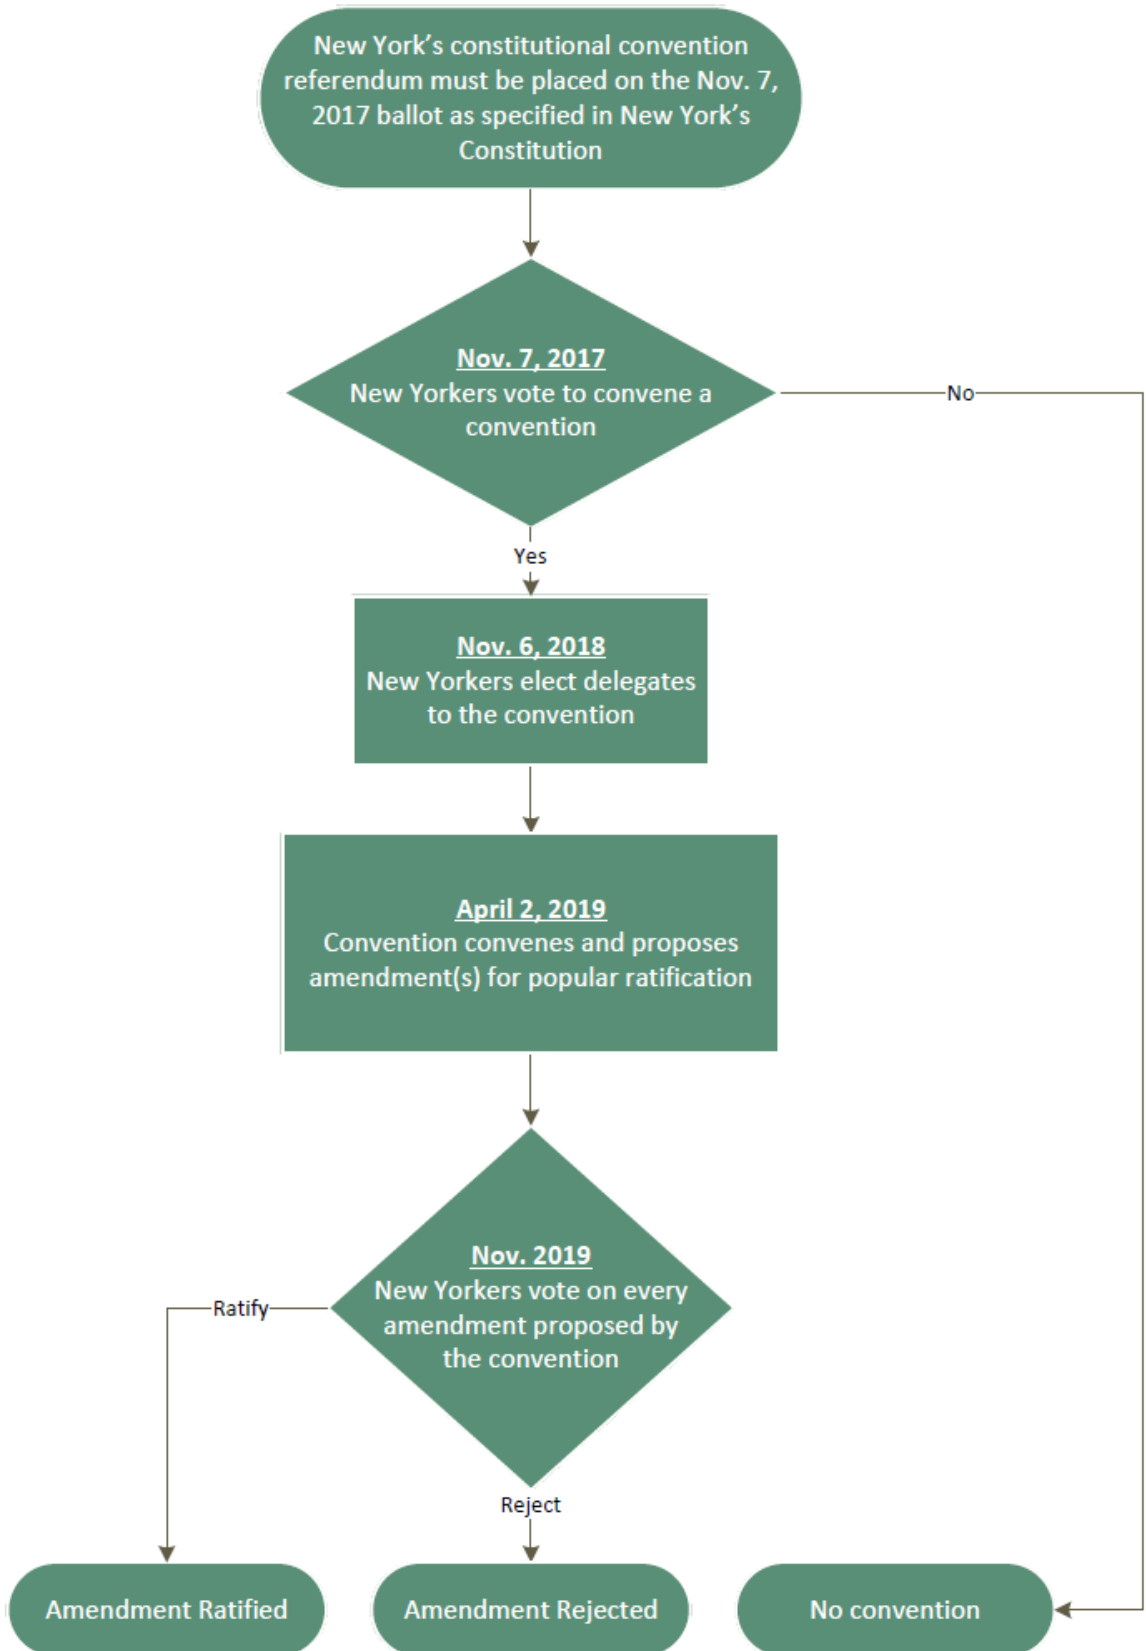 New York’s constitutional convention
referendum must be placed on the Nov. 7,
2017 ballot as specified in New York’s
Constitution
Nov. 7, 2017
New Yorkers vote to convene a
convention
No
Yes
Nov. 6, 2018
New Yorkers elect delegates
to the convention
April 2, 2019
Convention convenes and proposes
amendment(s) for popular ratification
Nov. 2019
New Yorkers vote on every
amendment proposed by
the convention
Ratify
Reject
Amendment Ratified
Amendment Rejected
No convention